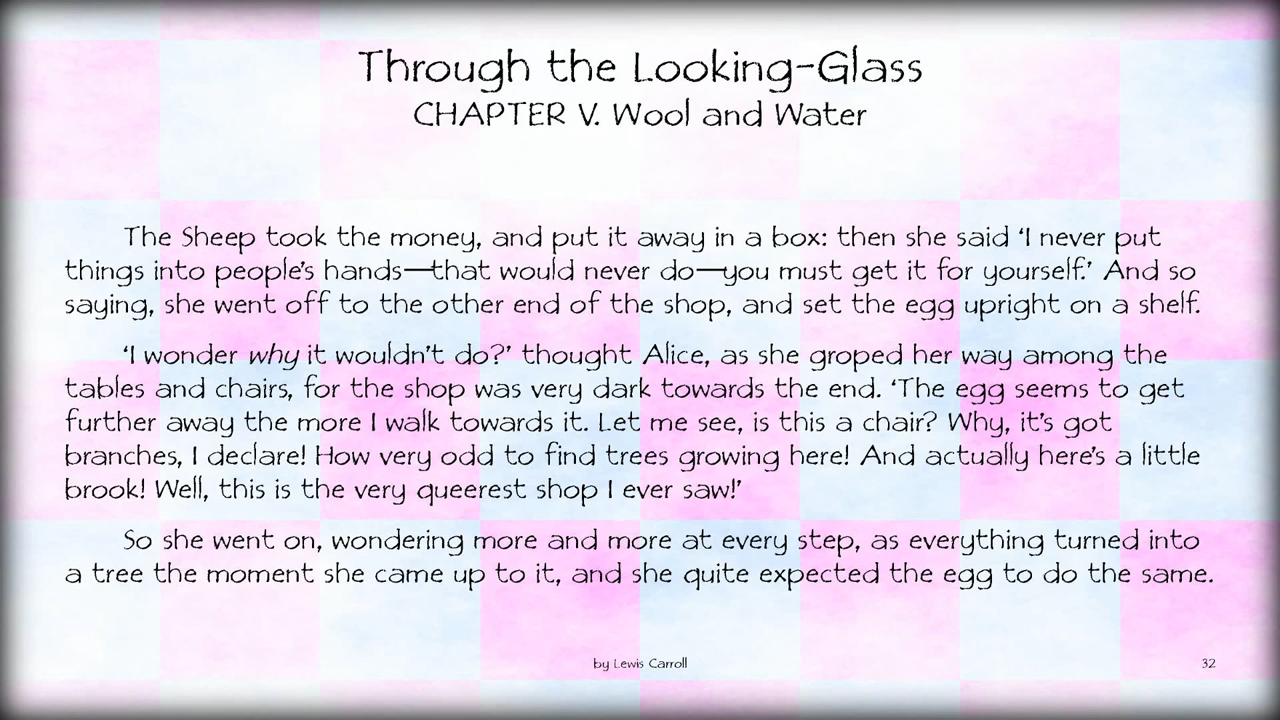 Through the Looking-Glass
CHAPTER V. Wool and Water
The Sheep took the money, and put it away in a box: then she said ‘I never put
things into people’s hands—that would never do—you must get it for yourself.’ And so
saying, she went off to the other end of the shop, and set the egg upright on a shelf.
‘I wonder why it wouldn’t do?’ thought Alice, as she groped her way among the
tables and chairs, for the shop was very dark towards the end. ‘The egg seems to get
further away the more I walk towards it. Let me see, is this a chair? Why, it’s got
branches, I declare! How very odd to find trees growing here! And actually here’s a little
brook! Well, this is the very queerest shop I ever saw!’
So she went on, wondering more and more at every step, as everything turned into
a tree the moment she came up to it, and she quite expected the egg to do the same.
by Lewis Carroll
32